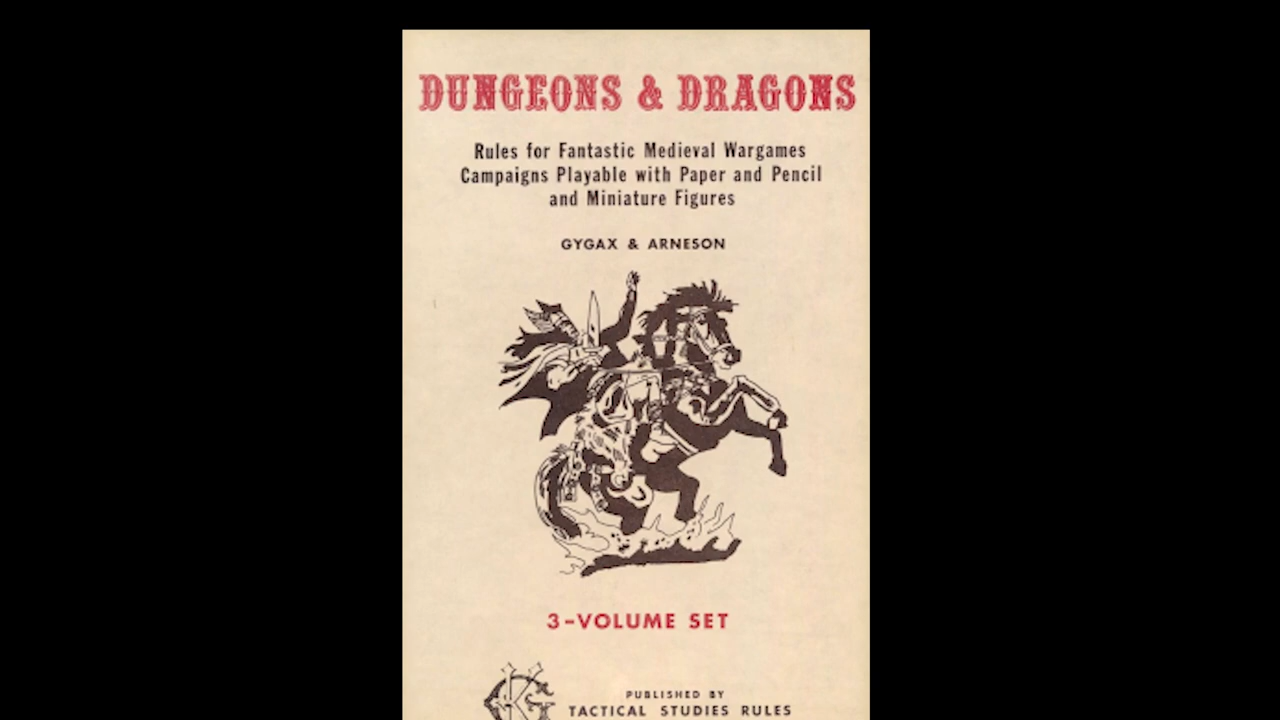 DUNGEONS & DRAGONS
Rules for Fantastic Medieval Wargames
Campaigns Playable with Paper and Pencil
and Miniature Figures
GYGAX & ARNESON
3-VOLUME SET
PUBLISHED BY
TACTICAL STUDIES RULES